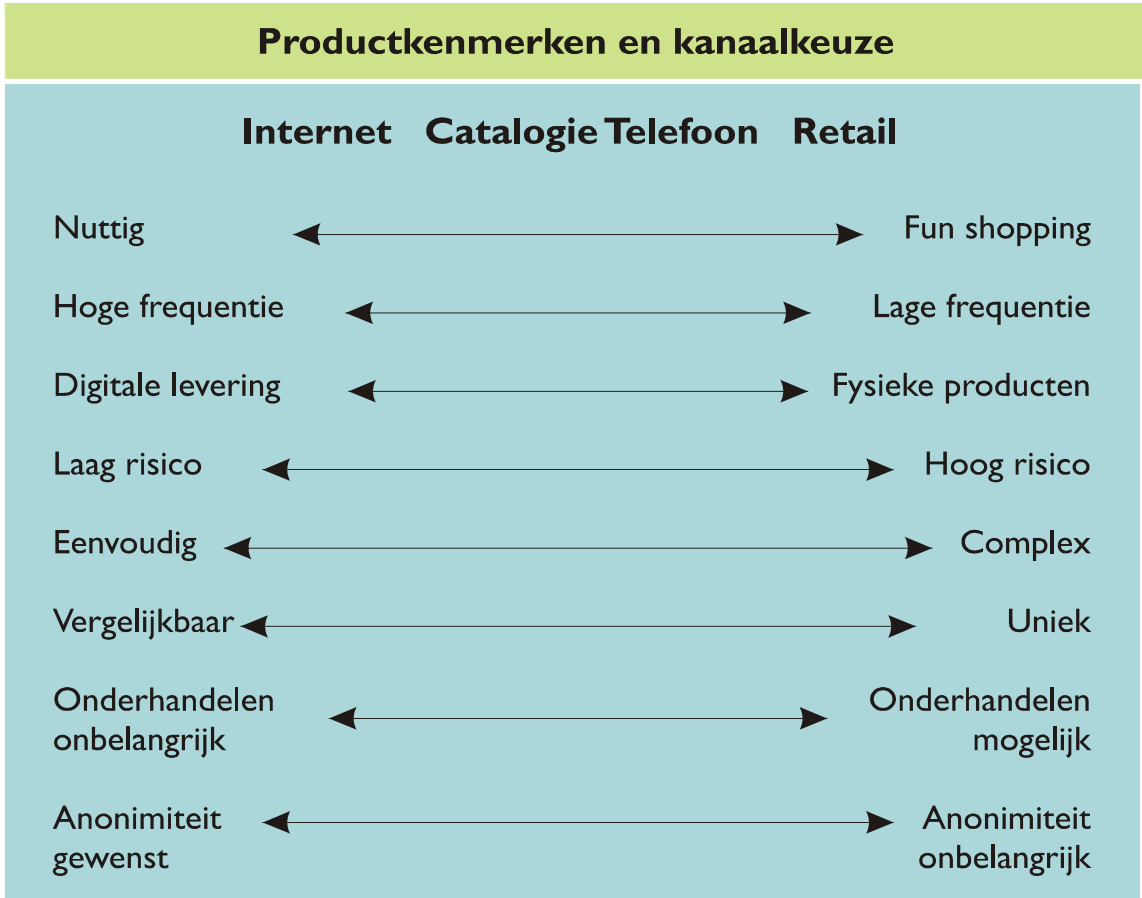 Productkenmerken en kanaalkeuze
Internet Catalogie Telefoon Retail
Nuttig Fun shopping
Hoge frequentie Lage frequentie
Digitale levering Fysieke producten
Laag risico Hoog risico
Eenvoudig Complex
Vergelijkbaar Uniek
Onderhandelen Onderhandelen
onbelangrijk mogelijk
Anonimiteit Anonimiteit
gewenst onbelangrijk